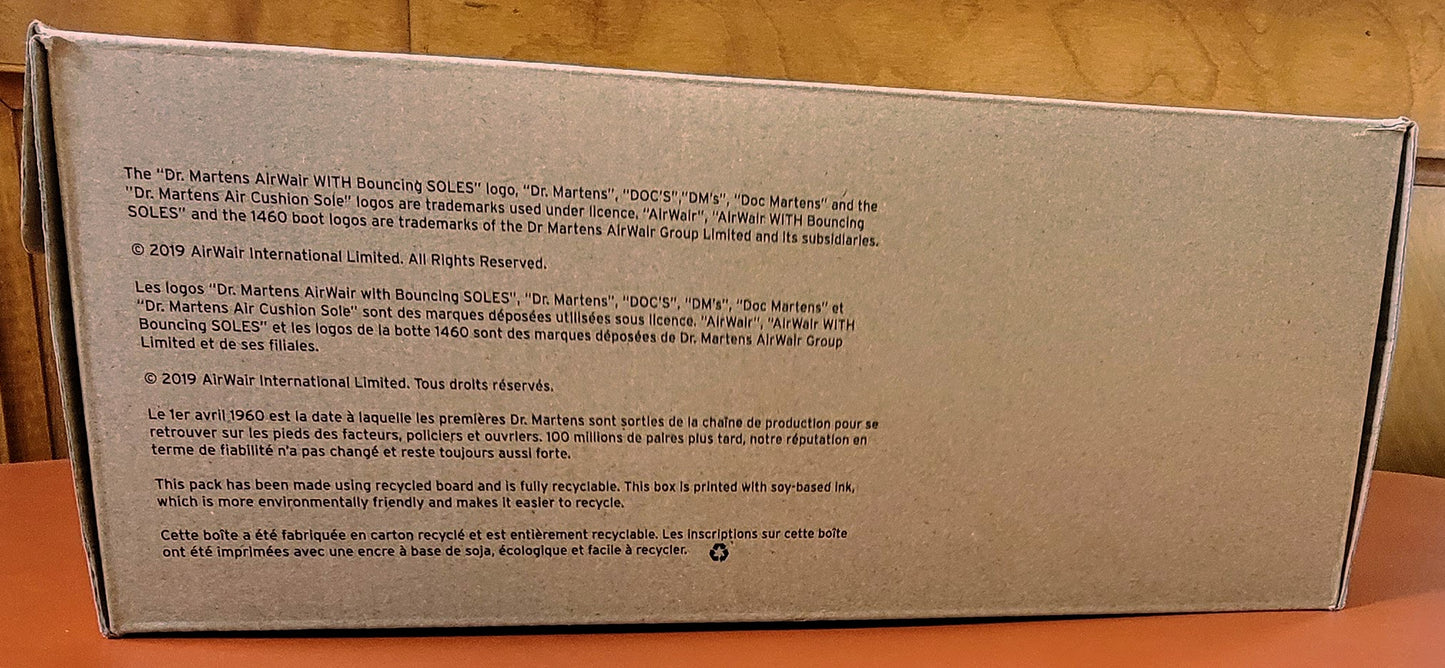 The "Dr. Martens AirWair WITH Bouncing SOLES" logo, "Dr. Martens", "DOC'S","DM's", "Doc Martens" and the
"Dr. Martens Air Cushion Sole" logos are trademarks used under licence. "AirWair", "AirWair WITH Bouncing
SOLES" and the 1460 boot logos are trademarks of the Dr Martens AirWair Group Limited and its subsidiaries.
© 2019 AirWair International Limited. All Rights Reserved.
Les logos "Dr. Martens AirWair with Bouncing SOLES", "Dr. Martens", "DOC'S", "DM's", "Doc Martens" et
"Dr. Martens Air Cushion Sole" sont des marques déposées utilisées sous licence. "AirWair", "AirWair WITH
Bouncing SOLES" et les logos de la botte 1460 sont des marques déposées de Dr. Martens AirWair Group
Limited et de ses filiales.
© 2019 AirWair International Limited. Tous droits réservés.
Le 1er avril 1960 est la date à laquelle les premières Dr. Martens sont sorties de la chaîne de production pour se
retrouver sur les pieds des facteurs, policiers et ouvriers. 100 millions de paires plus tard, notre réputation en
terme de fiabilité n'a pas changé et reste toujours aussi forte.
This pack has been made using recycled board and is fully recyclable. This box is printed with soy-based ink,
which is more environmentally friendly and makes it easier to recycle.
Cette boîte a été fabriquée en carton recyclé et est entièrement recyclable. Les inscriptions sur cette boîte
ont été imprimées avec une encre à base de soja, écologique et facile à recycler.